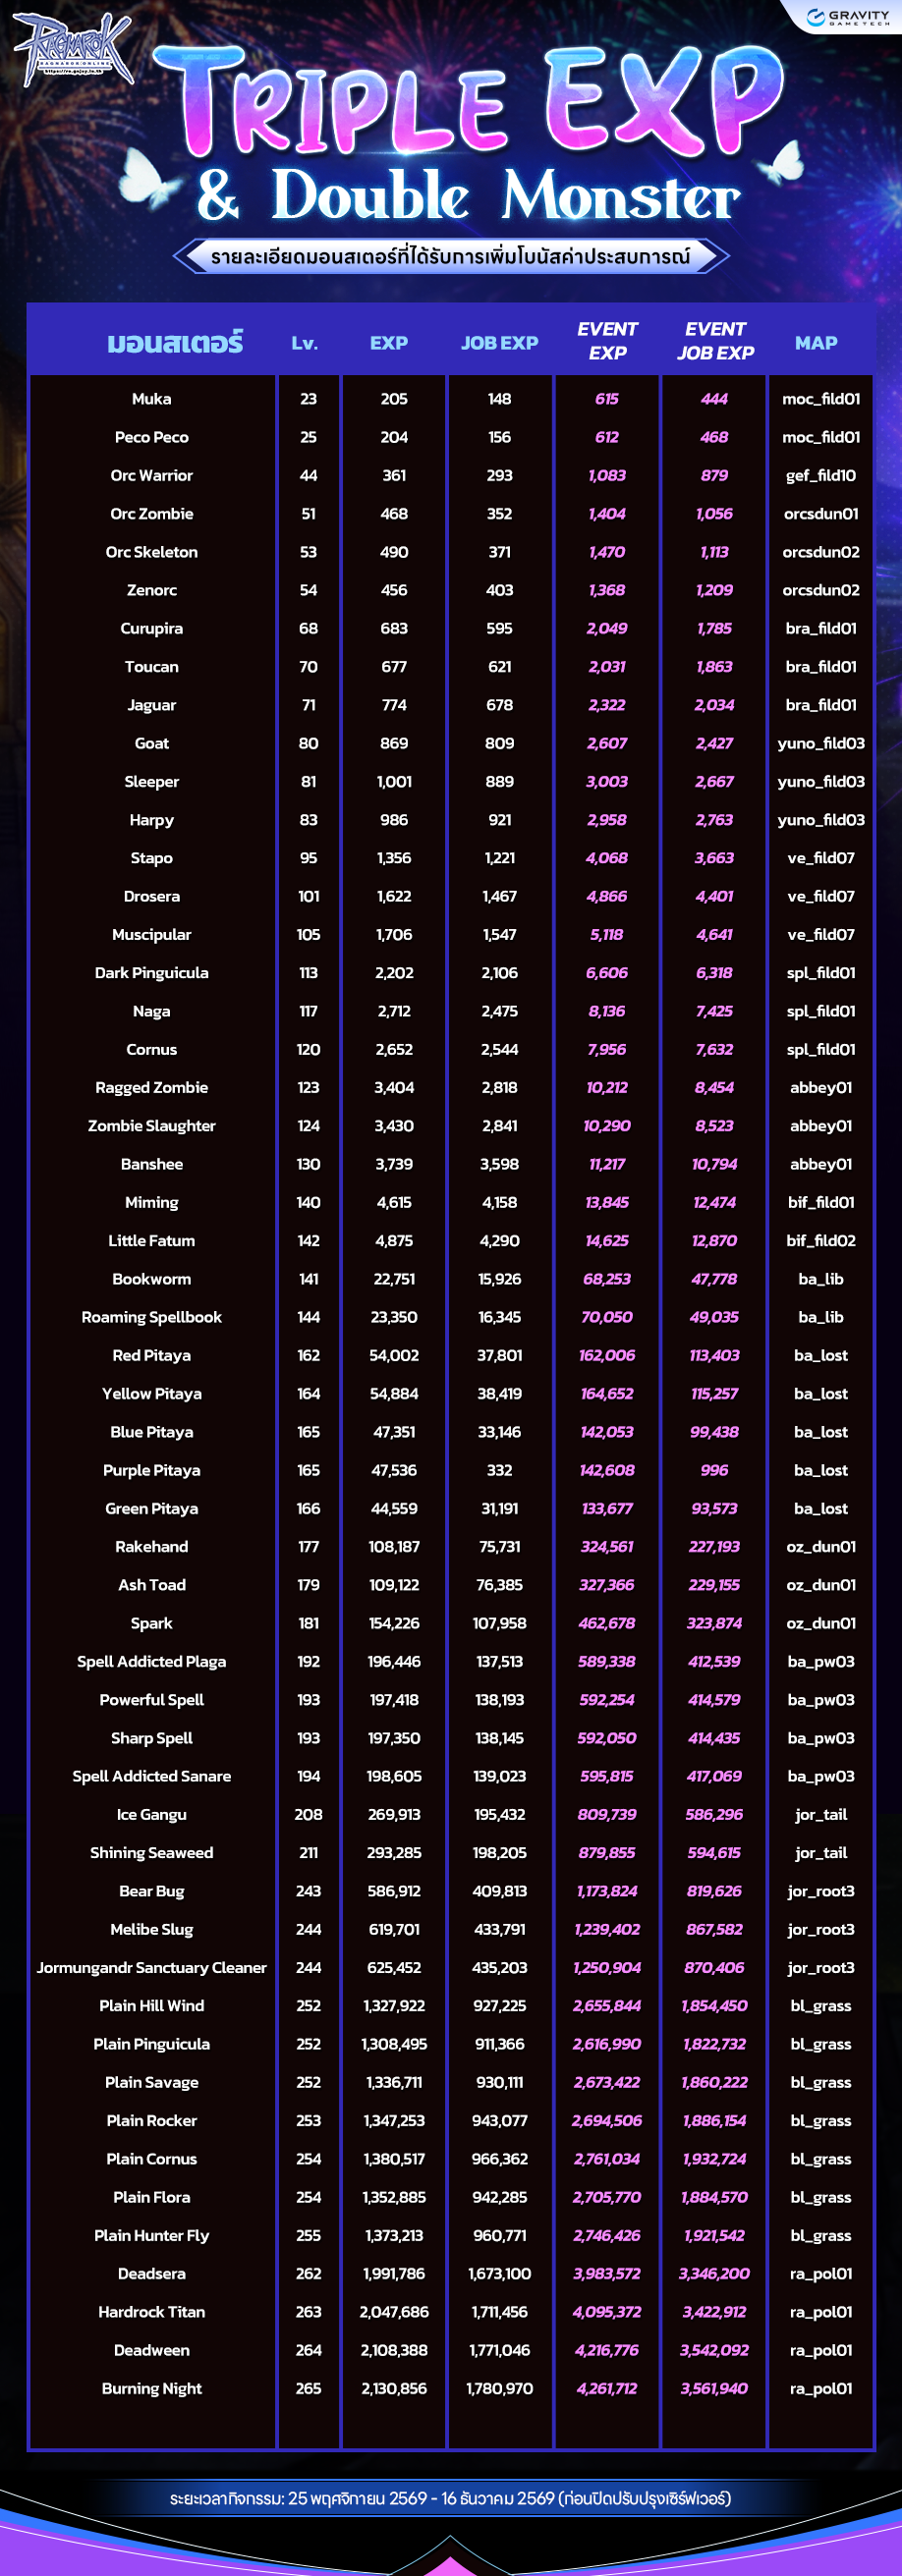 RAGNAROK
RAGNAROK ONLINE
GRAVITY
GAME TECH
TRIPLE EXP
& Double Monster
รายละเอียดมอนสเตอร์ที่ได้รับการเพิ่มโบนัสค่าประสบการณ์
มอนสเตอร์ Lv. EXP JOB EXP EVENT EXP EVENT JOB EXP MAP
Muka 23 205 148 615 444 moc_fild01
Peco Peco 25 204 156 612 468 moc_fild01
Orc Warrior 44 361 293 1,083 879 gef_fild10
Orc Zombie 51 468 352 1,404 1,056 orcsdun01
Orc Skeleton 53 490 371 1,470 1,113 orcsdun02
Zenorc 54 456 403 1,368 1,209 orcsdun02
Curupira 68 683 595 2,049 1,785 bra_fild01
Toucan 70 677 621 2,031 1,863 bra_fild01
Jaguar 71 774 678 2,322 2,034 bra_fild01
Goat 80 869 809 2,607 2,427 yuno_fild03
Sleeper 81 1,001 889 3,003 2,667 yuno_fild03
Harpy 83 986 921 2,958 2,763 yuno_fild03
Stapo 95 1,356 1,221 4,068 3,663 ve_fild07
Drosera 101 1,622 1,467 4,866 4,401 ve_fild07
Muscipular 105 1,706 1,547 5,118 4,641 ve_fild07
Dark Pinguicula 113 2,202 2,106 6,606 6,318 spl_fild01
Naga 117 2,712 2,475 8,136 7,425 spl_fild01
Cornus 120 2,652 2,544 7,956 7,632 spl_fild01
Ragged Zombie 123 3,404 2,818 10,212 8,454 abbey01
Zombie Slaughter 124 3,430 2,841 10,290 8,523 abbey01
Banshee 130 3,739 3,598 11,217 10,794 abbey01
Miming 140 4,615 4,158 13,845 12,474 bif_fild01
Little Fatum 142 4,875 4,290 14,625 12,870 bif_fild02
Bookworm 141 22,751 15,926 68,253 47,778 ba_lib
Roaming Spellbook 144 23,350 16,345 70,050 49,035 ba_lib
Red Pitaya 162 54,002 37,801 162,006 113,403 ba_lost
Yellow Pitaya 164 54,884 38,419 164,652 115,257 ba_lost
Blue Pitaya 165 47,351 33,146 142,053 99,438 ba_lost
Purple Pitaya 165 47,536 332 142,608 996 ba_lost
Green Pitaya 166 44,559 31,191 133,677 93,573 ba_lost
Rakehand 177 108,187 75,731 324,561 227,193 oz_dun01
Ash Toad 179 109,122 76,385 327,366 229,155 oz_dun01
Spark 181 154,226 107,958 462,678 323,874 oz_dun01
Spell Addicted Plaga 192 196,446 137,513 589,338 412,539 ba_pw03
Powerful Spell 193 197,418 138,193 592,254 414,579 ba_pw03
Sharp Spell 193 197,350 138,145 592,050 414,435 ba_pw03
Spell Addicted Sanare 194 198,605 139,023 595,815 417,069 ba_pw03
Ice Gangu 208 269,913 195,432 809,739 586,296 jor_tail
Shining Seaweed 211 293,285 198,205 879,855 594,615 jor_tail
Bear Bug 243 586,912 409,813 1,173,824 819,626 jor_root3
Melibe Slug 244 619,701 433,791 1,239,402 867,582 jor_root3
Jormungandr Sanctuary Cleaner 244 625,452 435,203 1,250,904 870,406 jor_root3
Plain Hill Wind 252 1,327,922 927,225 2,655,844 1,854,450 bl_grass
Plain Pinguicula 252 1,308,495 911,366 2,616,990 1,822,732 bl_grass
Plain Savage 252 1,336,711 930,111 2,673,422 1,860,222 bl_grass
Plain Rocker 253 1,347,253 943,077 2,694,506 1,886,154 bl_grass
Plain Cornus 254 1,380,517 966,362 2,761,034 1,932,724 bl_grass
Plain Flora 254 1,352,885 942,285 2,705,770 1,884,570 bl_grass
Plain Hunter Fly 255 1,373,213 960,771 2,746,426 1,921,542 bl_grass
Deadsera 262 1,991,786 1,673,100 3,983,572 3,346,200 ra_pol01
Hardrock Titan 263 2,047,686 1,711,456 4,095,372 3,422,912 ra_pol01
Deadween 264 2,108,388 1,771,046 4,216,776 3,542,092 ra_pol01
Burning Night 265 2,130,856 1,780,970 4,261,712 3,561,940 ra_pol01
ระยะเวลากิจกรรม: 25 พฤศจิกายน 2569 - 16 ธันวาคม 2569 (ก่อนปิดปรับปรุงเซิร์ฟเวอร์)